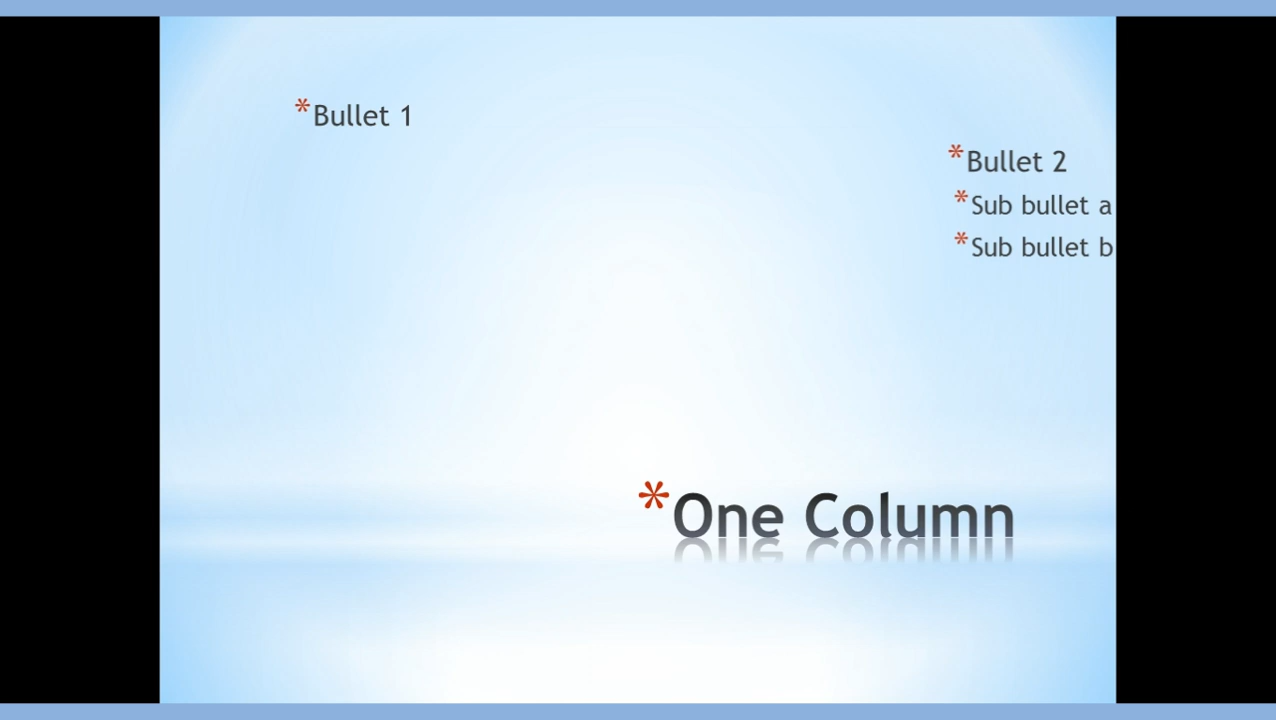 *Bullet 1
*Bullet 2
*Sub bullet a
*Sub bullet b
*One Column